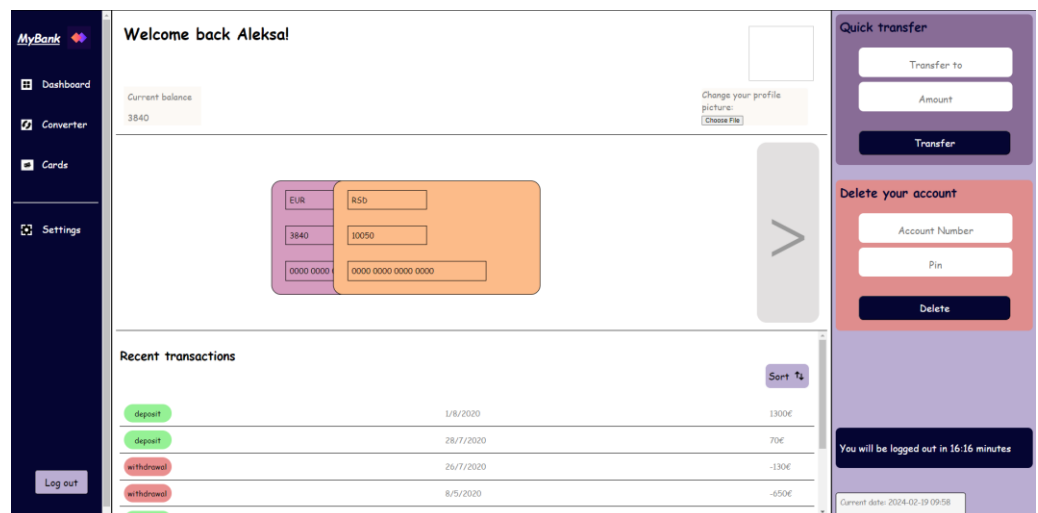 MyBank
Dashboard
Converter
Cards
Settings
Log out
Welcome back Aleksa!
Current balance
3840
Change your profile
picture:
Choose File
EUR
3840
0000 0000
RSD
10050
0000 0000 0000 0000
>
Recent transactions
Sort
deposit 1/8/2020 1300€
deposit 28/7/2020 70€
withdrawal 26/7/2020 -130€
withdrawal 8/5/2020 -650€
Quick transfer
Transfer to
Amount
Transfer
Delete your account
Account Number
Pin
Delete
You will be logged out in 16:16 minutes
Current date: 2024-02-19 09:58